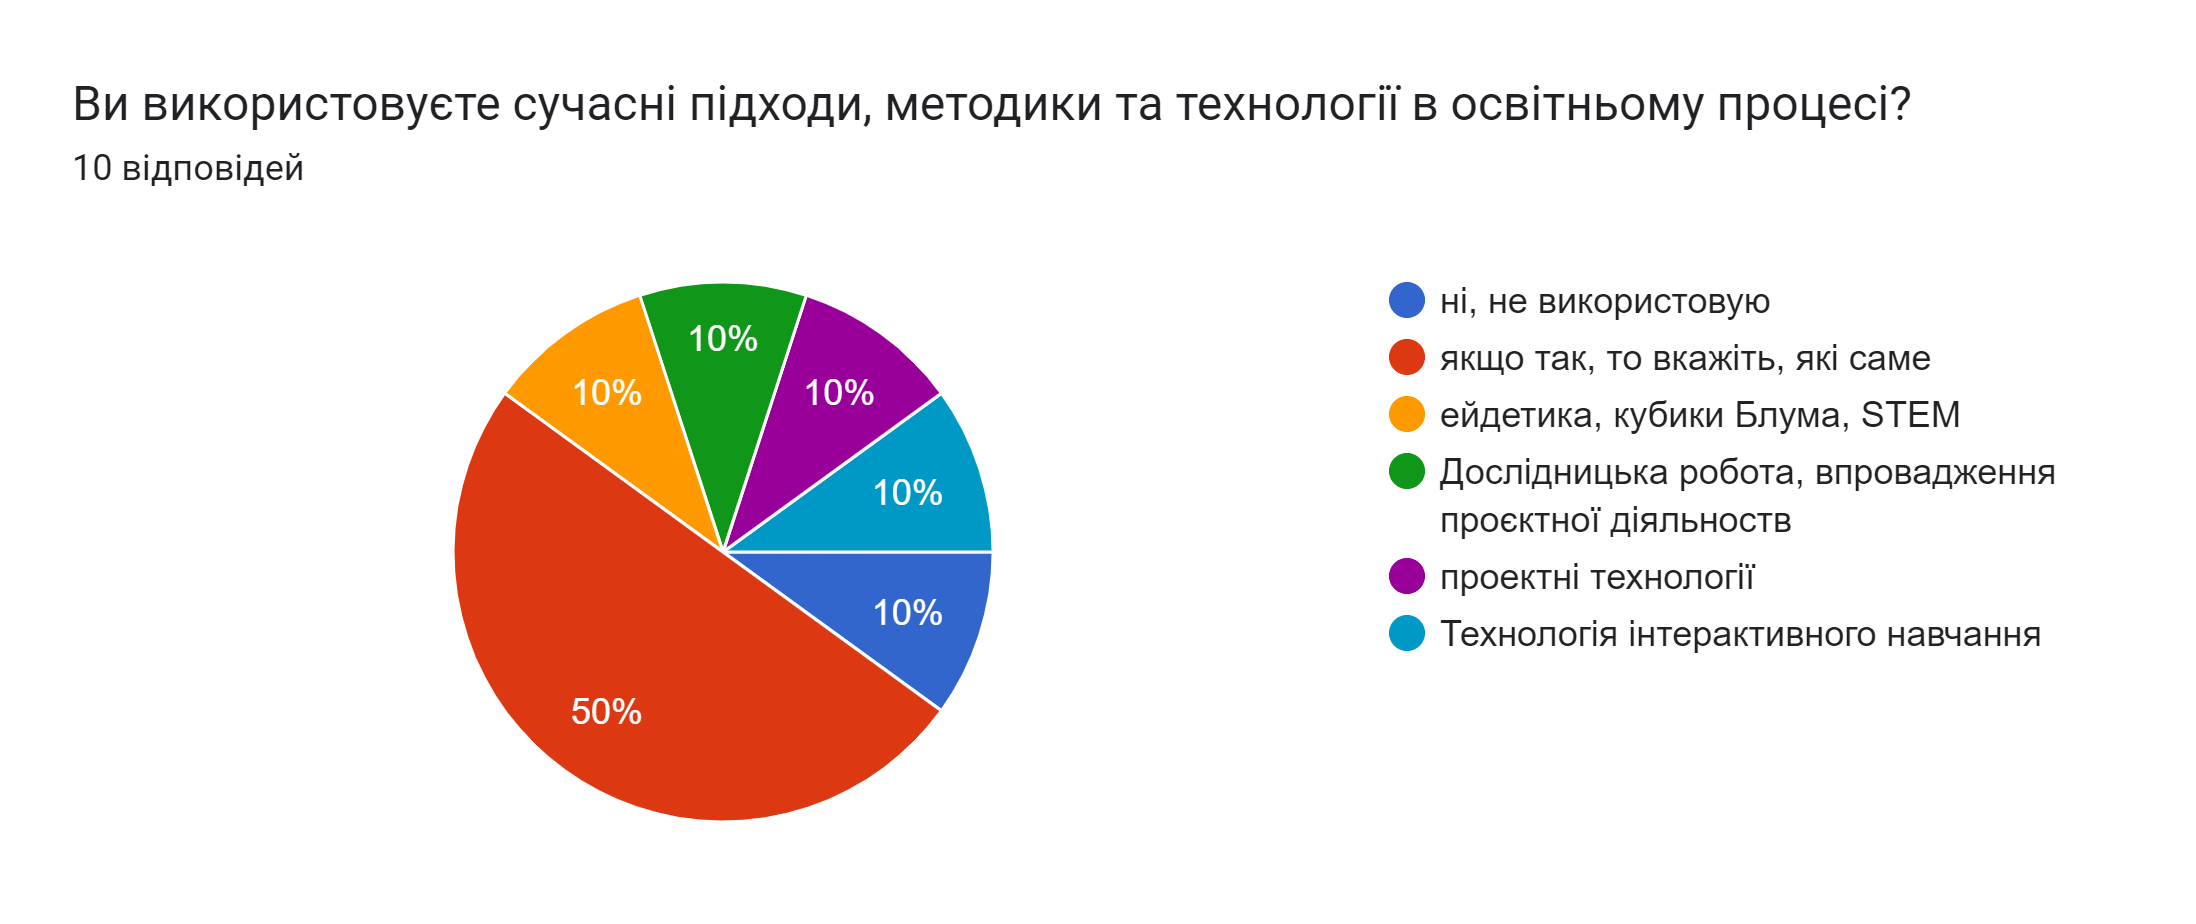 Ви використовуєте сучасні підходи, методики та технології в освітньому процесі?
10 відповідей
10%
10%
10%
10%
10%
50%
ні, не використовую
якщо так, то вкажіть, які саме
ейдетика, кубики Блума, STEM
Дослідницька робота, впровадження
проєктної діяльноств
проектні технології
Технологія інтерактивного навчання